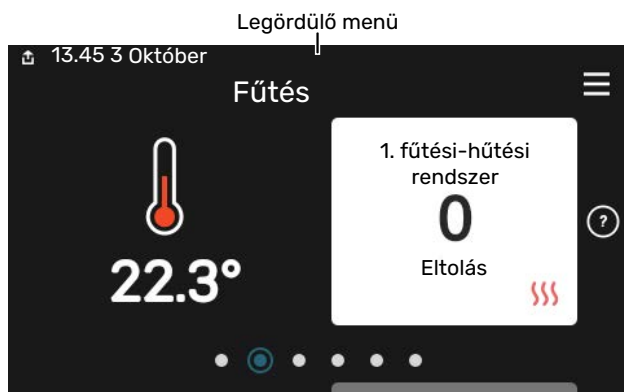 Legördülő menü
13.45 3 Október
Fűtés
1. fűtési-hűtési
rendszer
0
Eltolás
?
22.3°